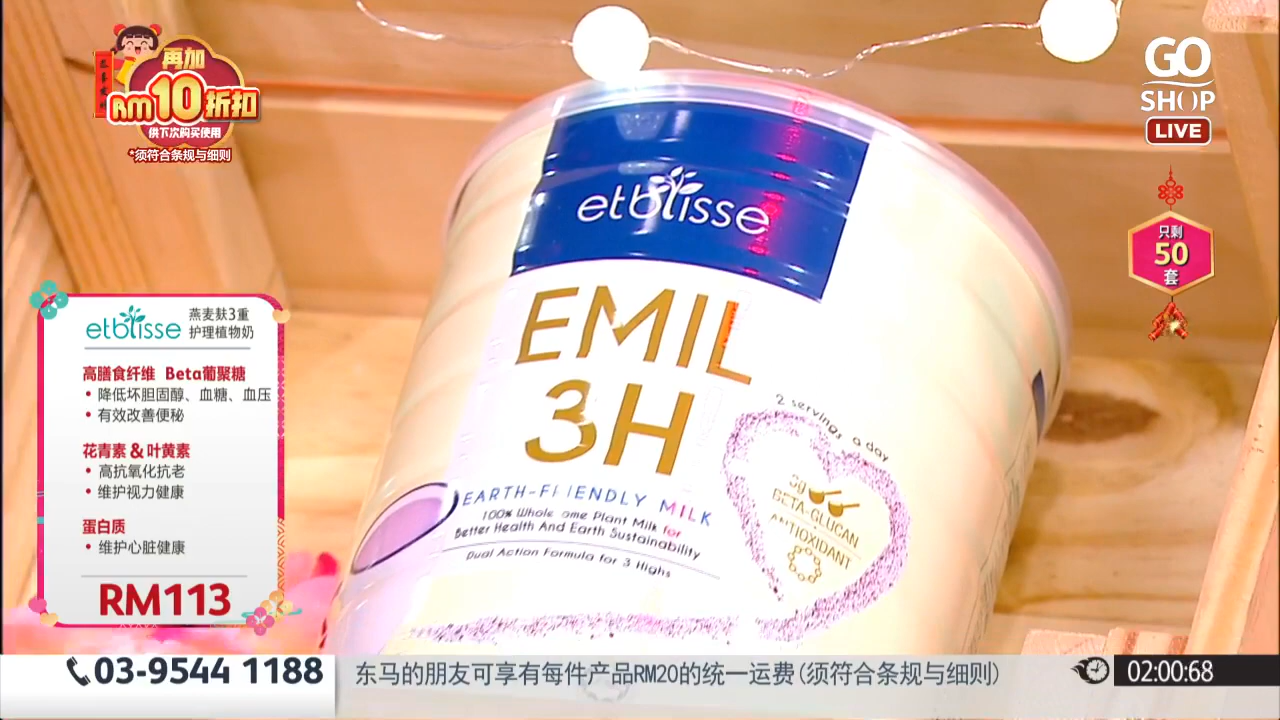 再加
RM10折扣
供下次购买使用
*须符合条规与细则
GO
SHOP
LIVE
只剩
50
套
etblisse
EMIL
3H
EARTH-FRIENDLY MILK
100% Wholesome Plant Milk for
Better Health And Earth Sustainability
Dual Action Formula for 3 Highs
2 servings a day
3g
BETA-GLUCAN
ANTIOXIDANT
etblisse 燕麦麸3重
护理植物奶
高膳食纤维 Beta葡聚糖
• 降低坏胆固醇、血糖、血压
• 有效改善便秘
花青素 & 叶黄素
• 高抗氧化抗老
• 维护视力健康
蛋白质
• 维护心脏健康
RM113
03-9544 1188
东马的朋友可享有每件产品RM20的统一运费(须符合条规与细则)
02:00:68